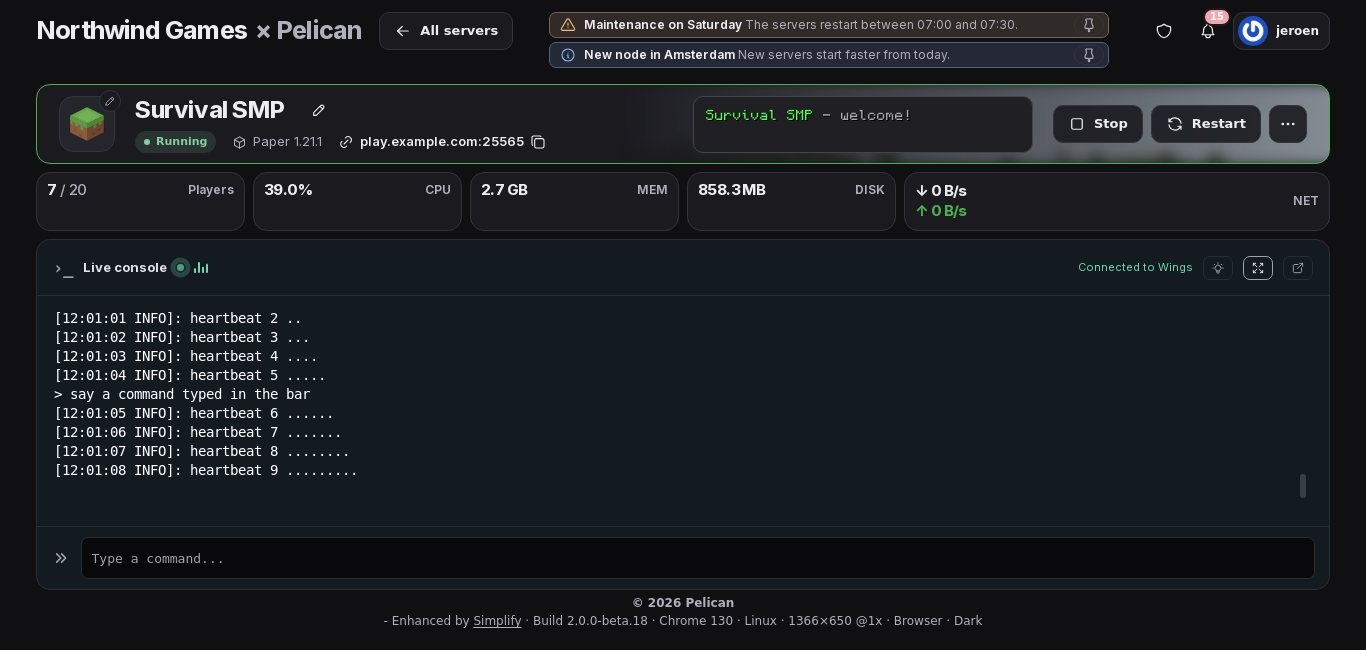 Northwind Games × Pelican
All servers
Maintenance on Saturday The servers restart between 07:00 and 07:30.
New node in Amsterdam New servers start faster from today.
15
jeroen
Survival SMP
Running
Paper 1.21.1
play.example.com:25565
Survival SMP - welcome!
Stop
Restart
7 / 20
Players
39.0%
CPU
2.7 GB
MEM
858.3 MB
DISK
↓ 0 B/s
↑ 0 B/s
NET
Live console
Connected to Wings
[12:01:01 INFO]: heartbeat 2 ..
[12:01:02 INFO]: heartbeat 3 ...
[12:01:03 INFO]: heartbeat 4 ....
[12:01:04 INFO]: heartbeat 5 .....
> say a command typed in the bar
[12:01:05 INFO]: heartbeat 6 ......
[12:01:06 INFO]: heartbeat 7 .......
[12:01:07 INFO]: heartbeat 8 ........
[12:01:08 INFO]: heartbeat 9 .........
Type a command...
© 2026 Pelican
- Enhanced by Simplify · Build 2.0.0-beta.18 · Chrome 130 · Linux · 1366×650 @1x · Browser · Dark